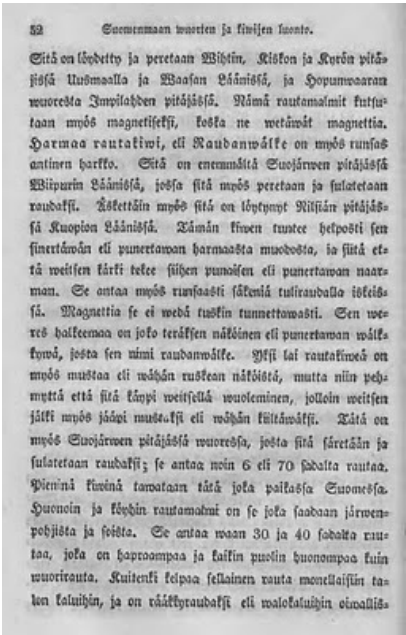 32 Suomenmaan wuorten ja kiwijen luonto.
Sitä on löydetty ja peretaan Wihtin, Kiskon ja Kyrön pitä-
jissä Uusmaalla ja Waasan Läänissä, ja Hopunwaaran
wuoresta Impilahden pitäjässä. Nämä rautamalmit kutsu-
taan myös magnetiseksi, koska ne wetäwät magnettia.
Harmaa rautakiwi, eli Raudanwälke on myös runsas
antinen harkko. Sitä on enemmältä Suojärwen pitäjässä
Wiipurin Läänissä, jossa sitä myös peretaan ja sulatetaan
raudaksi. Äskettäin myös sitä on löytynyt Nilsiän pitäjäs-
sä Kuopion Läänissä. Tämän kiwen tuntee helposti sen
sinertäwän eli punertawan harmaasta muodosta, ja siitä et-
tä weitsen kärki tekee siihen punaisen eli punertawan naar-
man. Se antaa myös runsaasti säkeniä tuliraudalla iskeis-
sä. Magnettia se ei wedä tuskin tunnettawasti. Sen we-
res halkeemaa on joko teräksen näköinen eli punertawan wälk-
kywä, josta sen nimi raudanwälke. Yksi lai rautakiweä on
myös mustaa eli wähän ruskean näköistä, mutta niin peh-
myttä että sitä käypi weitsellä wuoleminen, jolloin weitsen
jälki myös jääpi mustaksi eli wähän kiiltäwäksi. Tätä on
myös Suojärwen pitäjässä wuoressa, josta sitä säretään ja
sulatetaan raudaksi; se antaa noin 6 eli 70 sadalta rautaa.
Pieninä kiwinä tawataan tätä joka paikassa Suomessa.
Huonoin ja köyhin rautamalmi on se joka saadaan järwen-
pohjista ja soista. Se antaa waan 30 ja 40 sadalta rau-
taa, joka on hapraampaa ja kaikin puolin huonompaa kuin
wuorirauta. Kuitenki kelpaa sellainen rauta monellaisiin ta-
lon kaluihin, ja on rääkkyraudaksi eli walokaluihin oiwallis-